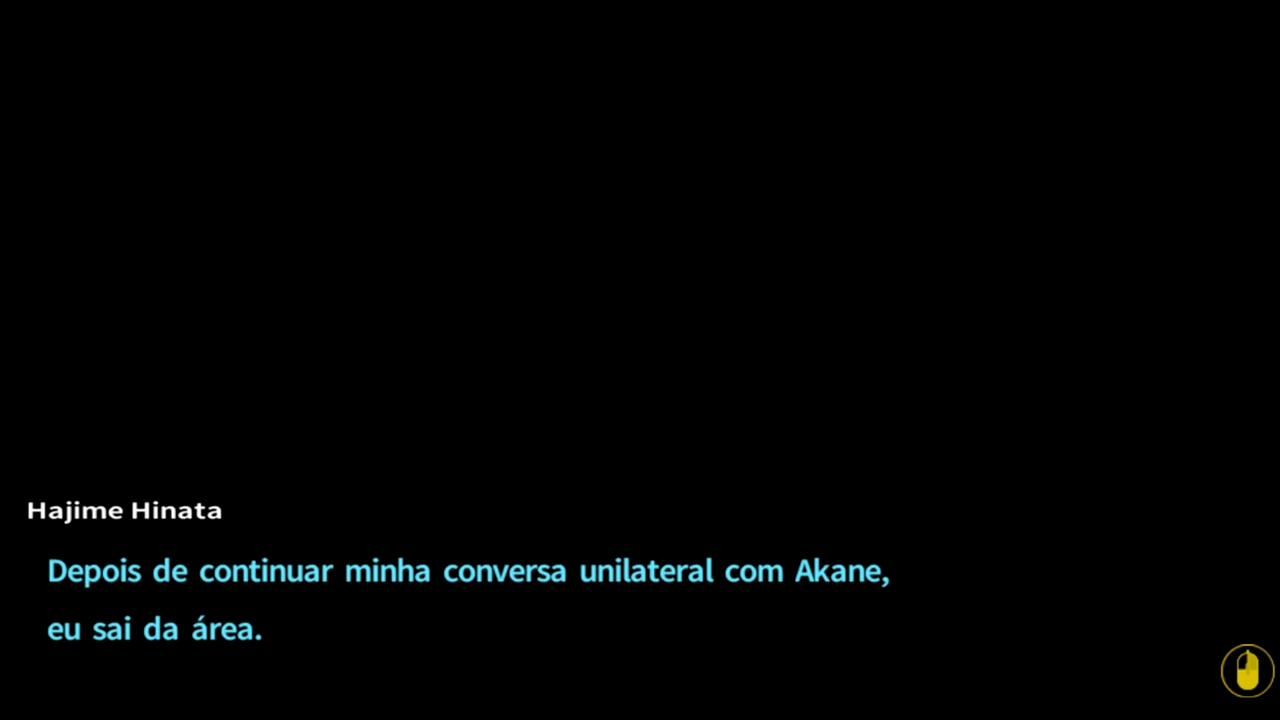 Hajime Hinata
Depois de continuar minha conversa unilateral com Akane,
eu sai da área.